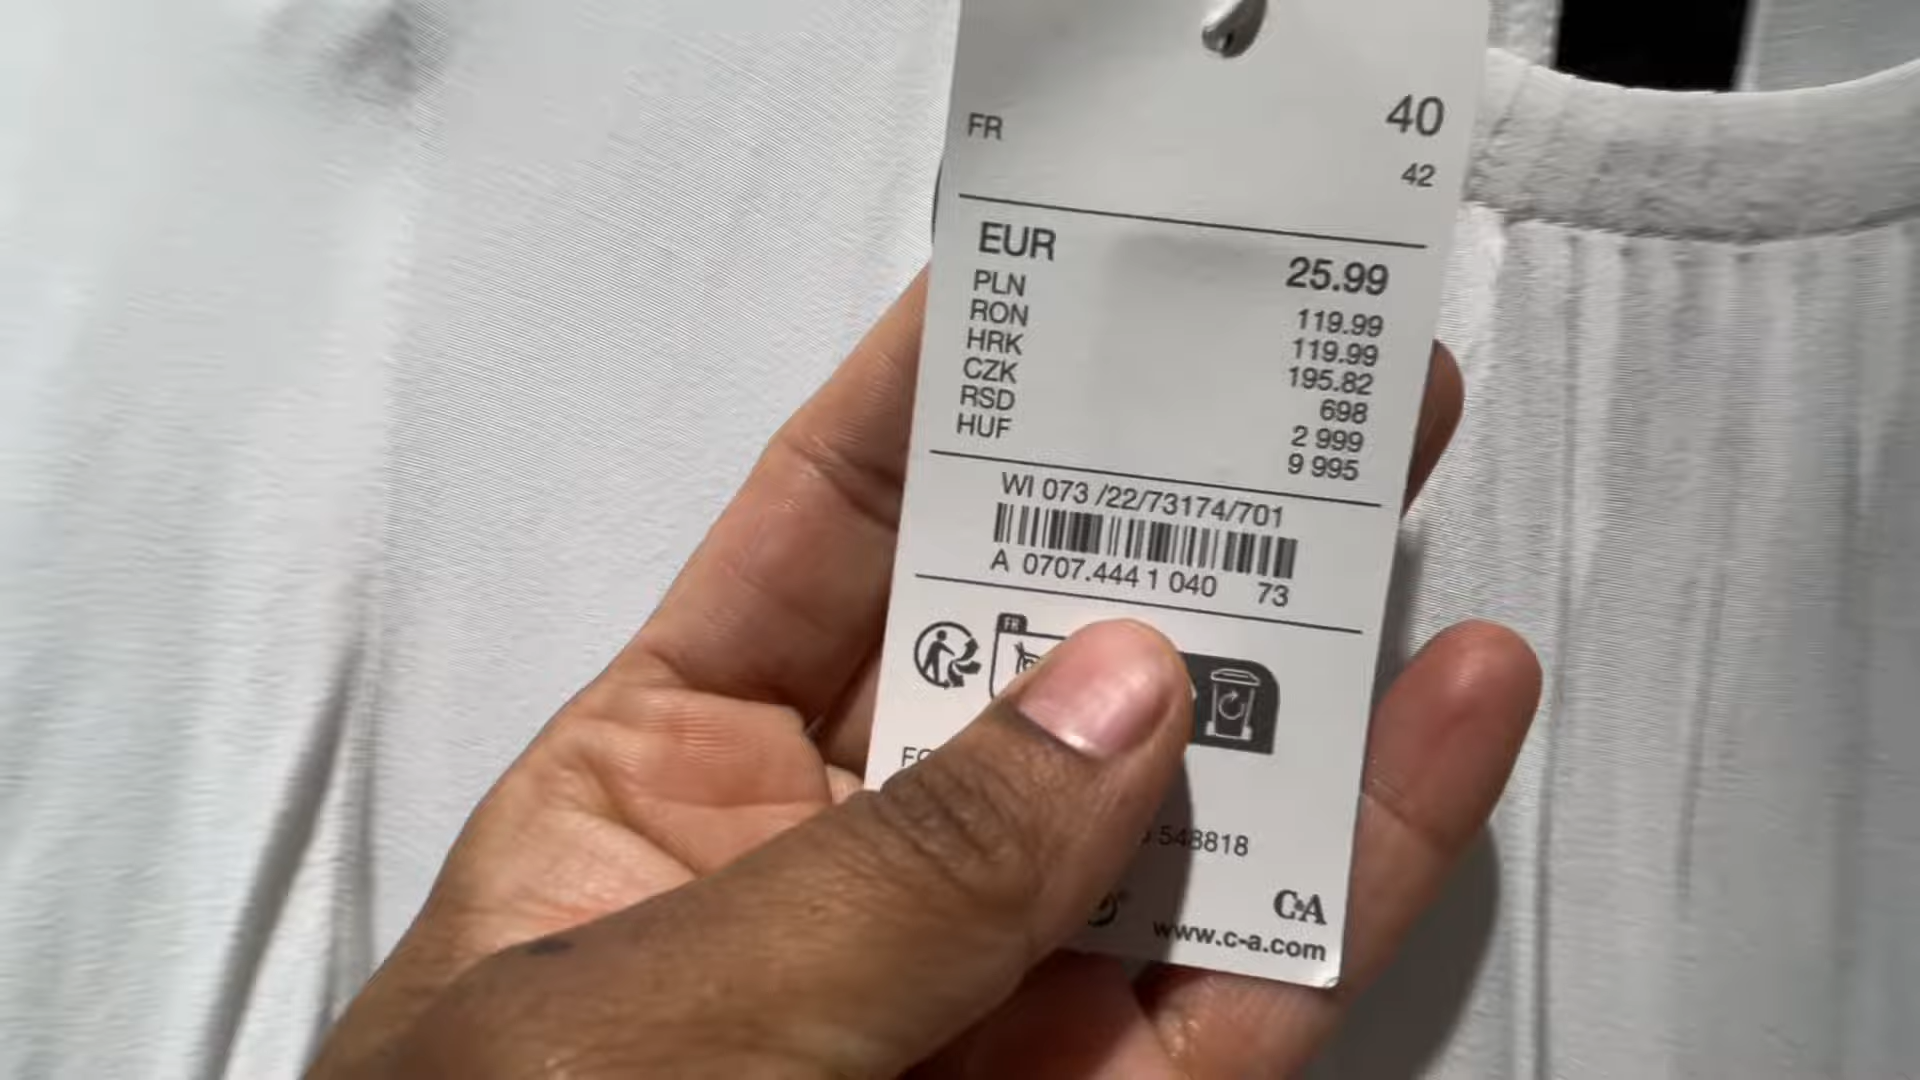 40
FR 42
EUR 25.99
PLN 119.99
RON 119.99
HRK 195.82
CZK 698
RSD 2 999
HUF 9 995
WI 073 /22/73174/701
A 0707.444 1 040 73
FR
548818
C&A
www.c-a.com